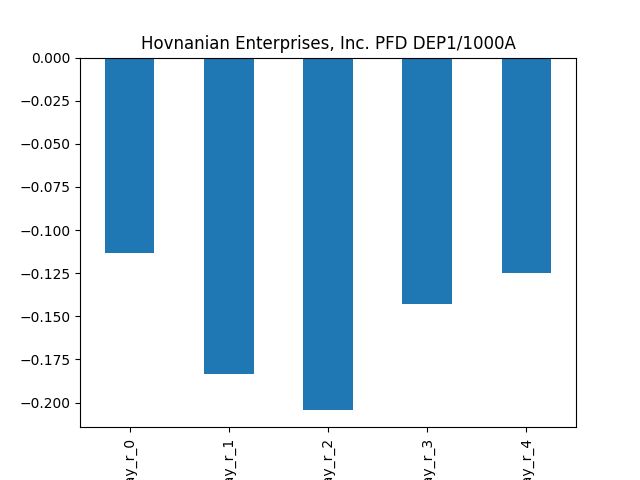 Hovnanian Enterprises, Inc. PFD DEP1/1000A
0.000
−0.025
−0.050
−0.075
−0.100
−0.125
−0.150
−0.175
−0.200
ay_r_0
ay_r_1
ay_r_2
ay_r_3
ay_r_4